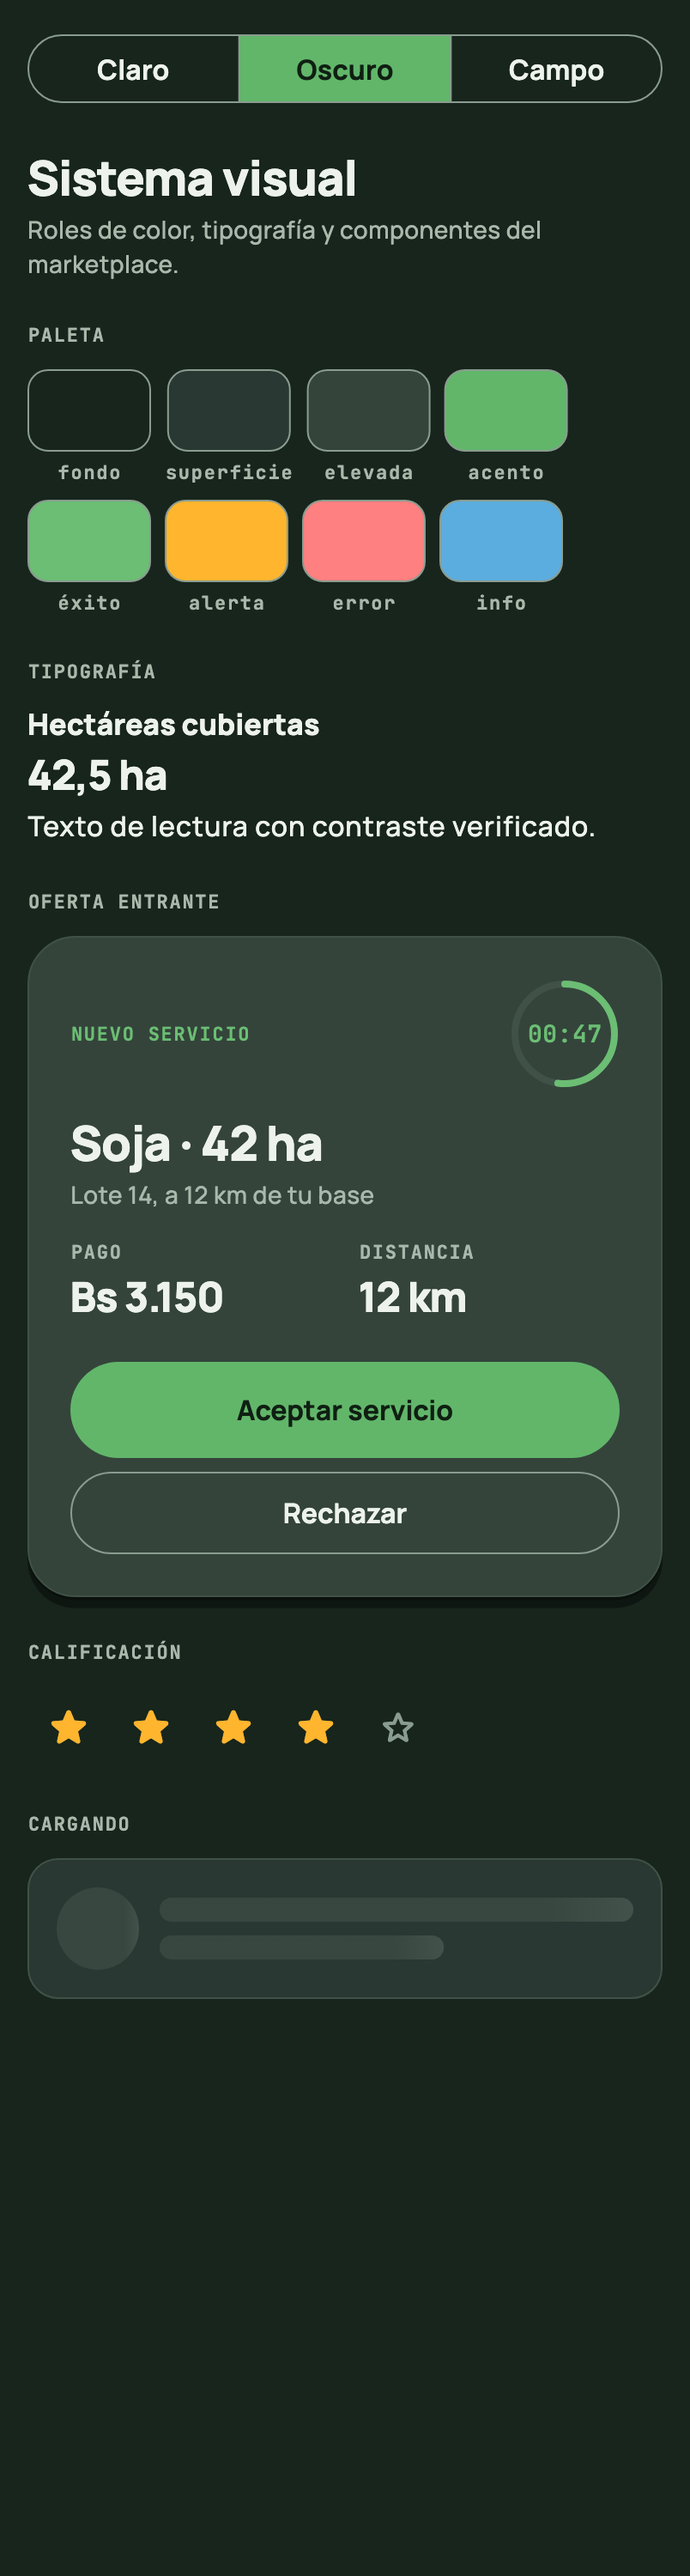 Claro Oscuro Campo
Sistema visual
Roles de color, tipografía y componentes del
marketplace.
PALETA
fondo superficie elevada acento
éxito alerta error info
TIPOGRAFÍA
Hectáreas cubiertas
42,5 ha
Texto de lectura con contraste verificado.
OFERTA ENTRANTE
NUEVO SERVICIO 00:47
Soja · 42 ha
Lote 14, a 12 km de tu base
PAGO DISTANCIA
Bs 3.150 12 km
Aceptar servicio
Rechazar
CALIFICACIÓN
CARGANDO